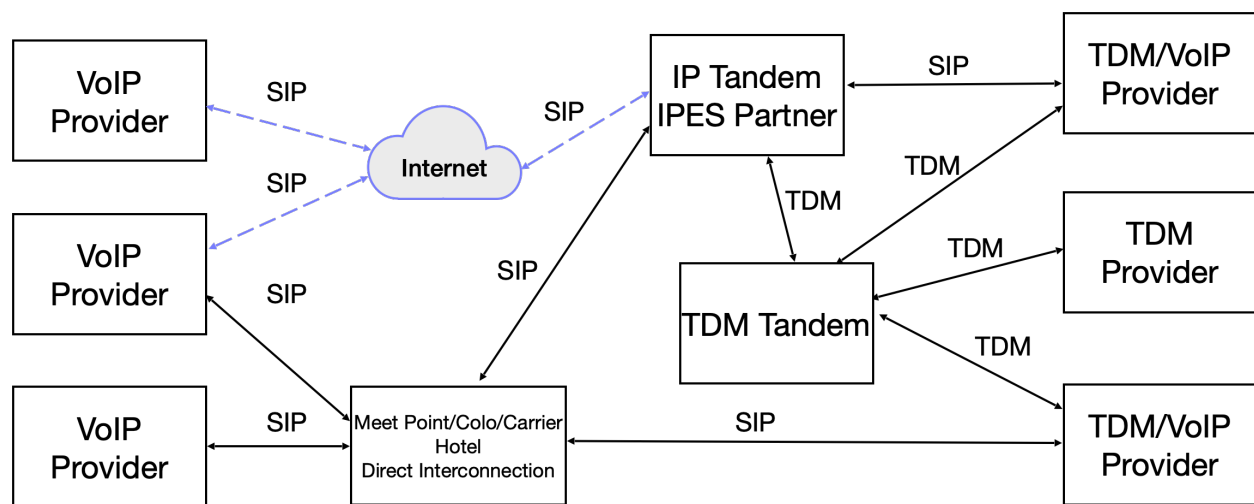 VoIP
Provider
SIP
Internet
SIP
IP Tandem
IPES Partner
SIP
TDM/VoIP
Provider
SIP
TDM
TDM
VoIP
Provider
SIP
SIP
TDM Tandem
TDM
TDM
Provider
TDM
VoIP
Provider
SIP
Meet Point/Colo/Carrier
Hotel
Direct Interconnection
SIP
TDM/VoIP
Provider